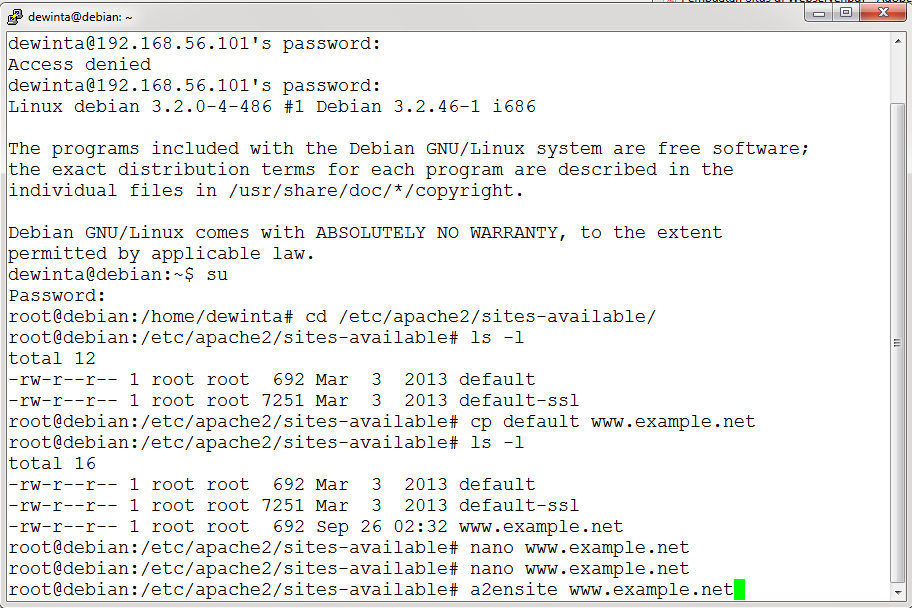 dewinta@debian: ~
dewinta@192.168.56.101's password:
Access denied
dewinta@192.168.56.101's password:
Linux debian 3.2.0-4-486 #1 Debian 3.2.46-1 i686
The programs included with the Debian GNU/Linux system are free software;
the exact distribution terms for each program are described in the
individual files in /usr/share/doc/*/copyright.
Debian GNU/Linux comes with ABSOLUTELY NO WARRANTY, to the extent
permitted by applicable law.
dewinta@debian:~$ su
Password:
root@debian:/home/dewinta# cd /etc/apache2/sites-available/
root@debian:/etc/apache2/sites-available# ls -l
total 12
-rw-r--r-- 1 root root  692 Mar  3  2013 default
-rw-r--r-- 1 root root 7251 Mar  3  2013 default-ssl
root@debian:/etc/apache2/sites-available# cp default www.example.net
root@debian:/etc/apache2/sites-available# ls -l
total 16
-rw-r--r-- 1 root root  692 Mar  3  2013 default
-rw-r--r-- 1 root root 7251 Mar  3  2013 default-ssl
-rw-r--r-- 1 root root  692 Sep 26 02:32 www.example.net
root@debian:/etc/apache2/sites-available# nano www.example.net
root@debian:/etc/apache2/sites-available# nano www.example.net
root@debian:/etc/apache2/sites-available# a2ensite www.example.net